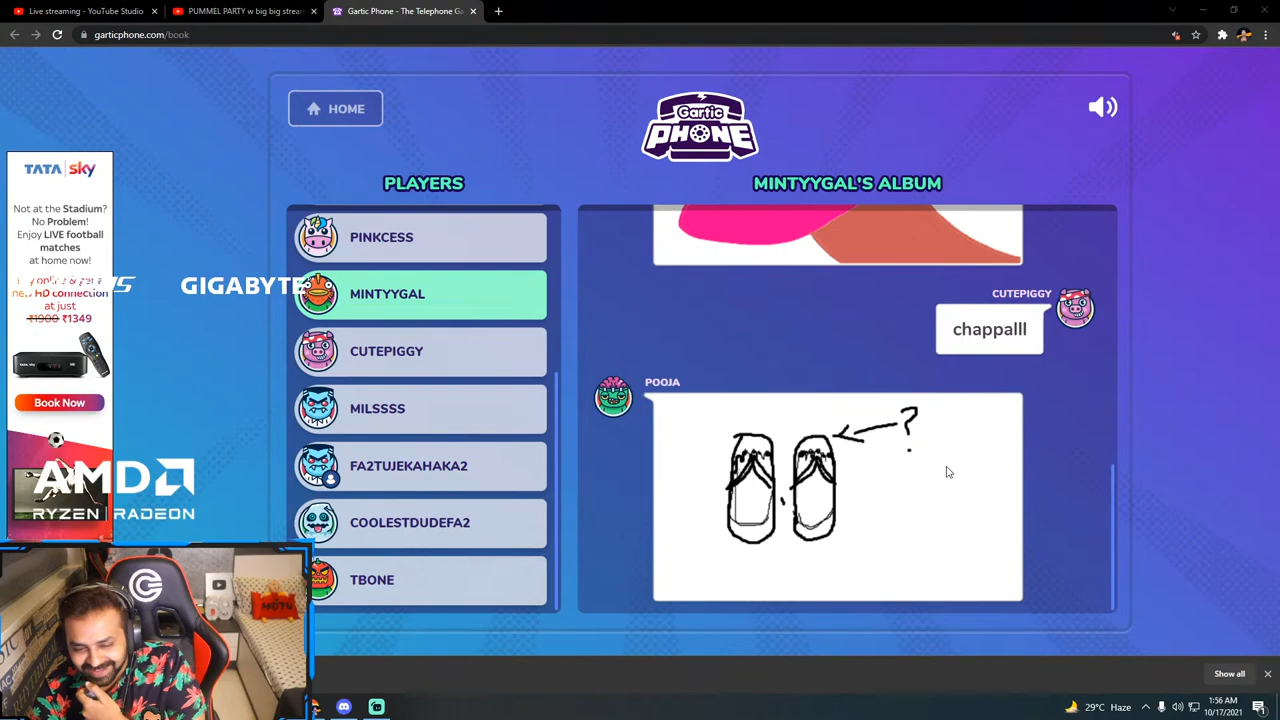 Live streaming - YouTube Studio
PUMMEL PARTY w big big strea
Gartic Phone - The Telephone Ga
garticphone.com/book
HOME
Gartic
PHONE
PLAYERS
MINTYYGAL'S ALBUM
TATA sky
Not at the Stadium?
No Problem!
Enjoy LIVE football
matches
at home now!
new HD connection
at just
₹1900 ₹1349
Book Now
GIGABYTE
AMD
RYZEN | RADEON
PINKCESS
MINTYYGAL
CUTEPIGGY
MILSSSS
FA2TUJEKAHAKA2
COOLESTDUDEFA2
TBONE
CUTEPIGGY
chappalll
POOJA
?
MOTU
Show all
29°C Haze
1:56 AM
10/17/2021